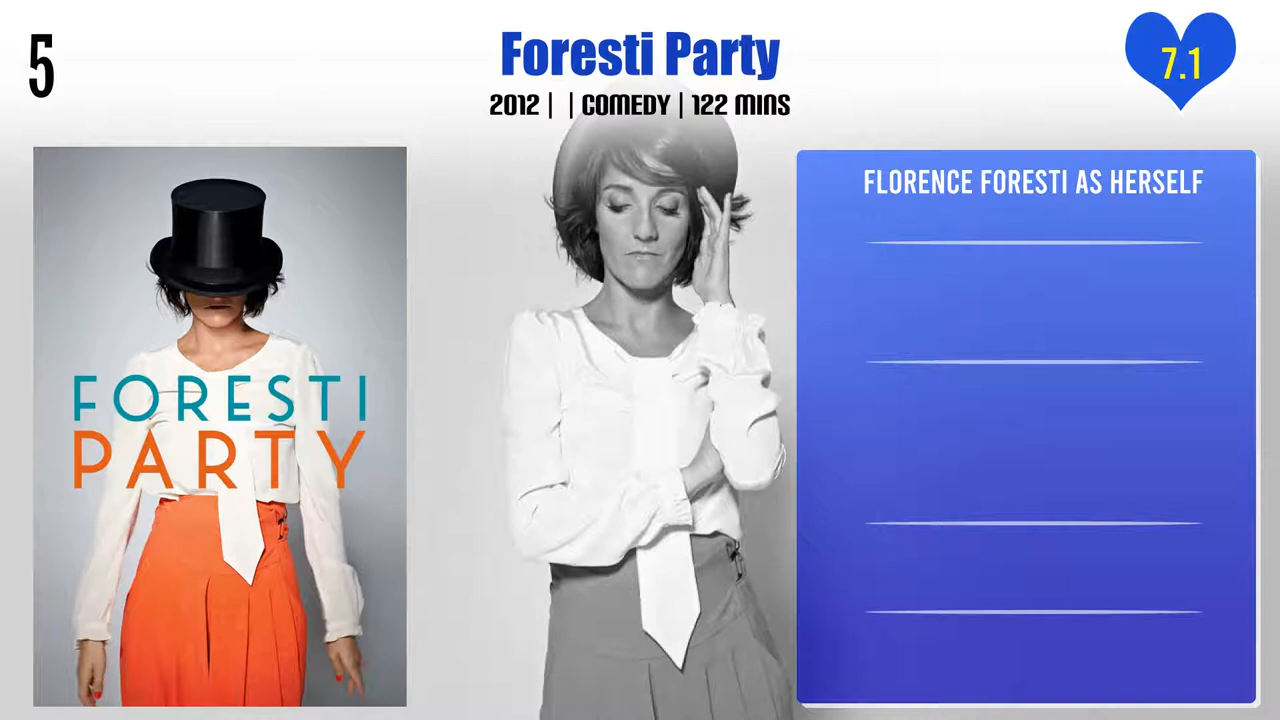 5
Foresti Party
2012 | | COMEDY | 122 MINS
7.1
FORESTI
PARTY
FLORENCE FORESTI AS HERSELF